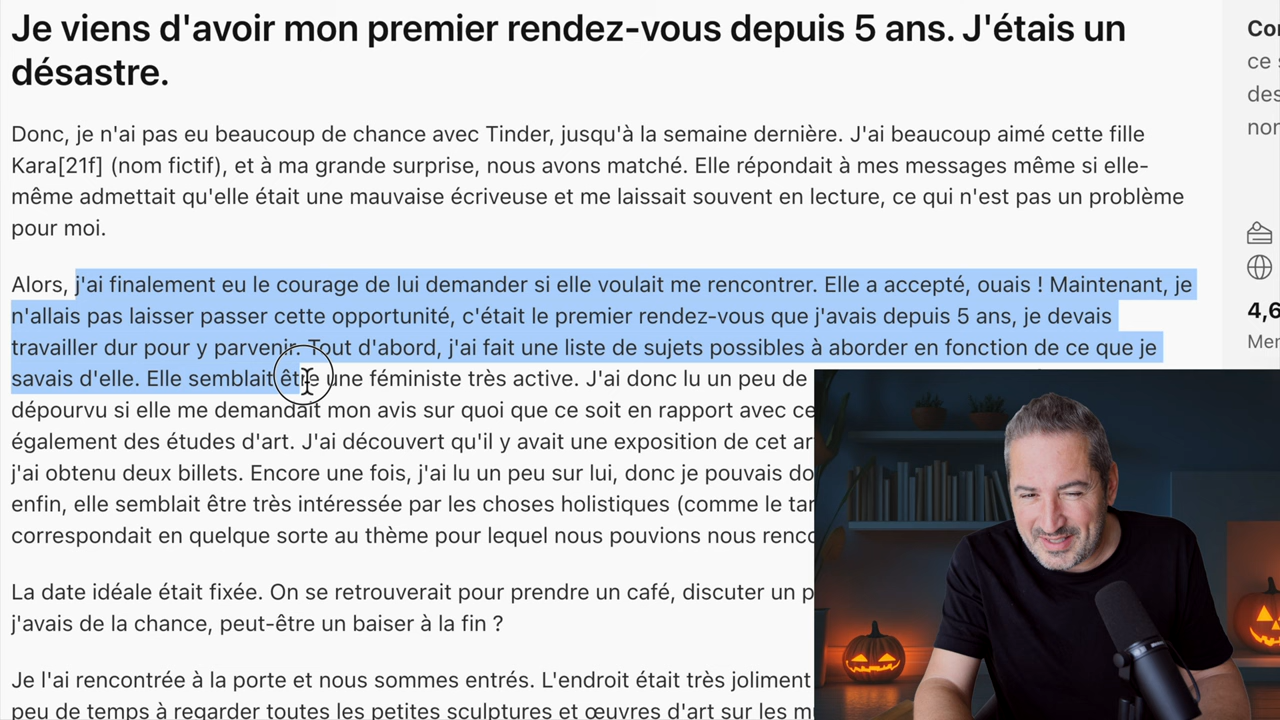 Je viens d'avoir mon premier rendez-vous depuis 5 ans. J'étais un
désastre.
Donc, je n'ai pas eu beaucoup de chance avec Tinder, jusqu'à la semaine dernière. J'ai beaucoup aimé cette fille
Kara[21f] (nom fictif), et à ma grande surprise, nous avons matché. Elle répondait à mes messages même si elle-
même admettait qu'elle était une mauvaise écriveuse et me laissait souvent en lecture, ce qui n'est pas un problème
pour moi.
Alors, j'ai finalement eu le courage de lui demander si elle voulait me rencontrer. Elle a accepté, ouais ! Maintenant, je
n'allais pas laisser passer cette opportunité, c'était le premier rendez-vous que j'avais depuis 5 ans, je devais
travailler dur pour y parvenir. Tout d'abord, j'ai fait une liste de sujets possibles à aborder en fonction de ce que je
savais d'elle. Elle semblait être une féministe très active. J'ai donc lu un peu de
dépourvu si elle me demandait mon avis sur quoi que ce soit en rapport avec ce
également des études d'art. J'ai découvert qu'il y avait une exposition de cet ar
j'ai obtenu deux billets. Encore une fois, j'ai lu un peu sur lui, donc je pouvais do
enfin, elle semblait être très intéressée par les choses holistiques (comme le tar
correspondait en quelque sorte au thème pour lequel nous pouvions nous renco
La date idéale était fixée. On se retrouverait pour prendre un café, discuter un p
j'avais de la chance, peut-être un baiser à la fin ?
Je l'ai rencontrée à la porte et nous sommes entrés. L'endroit était très joliment
peu de temps à regarder toutes les petites sculptures et œuvres d'art sur les m
Co
ce s
des
nor
4,6
Mer